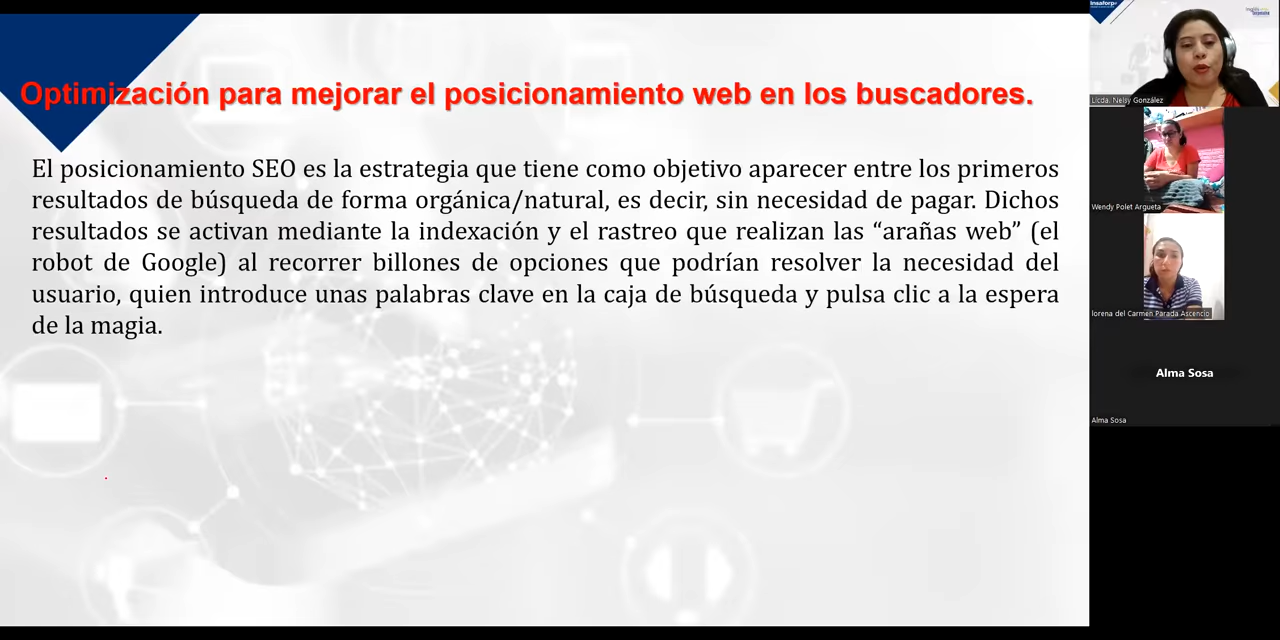 Optimización para mejorar el posicionamiento web en los buscadores.
El posicionamiento SEO es la estrategia que tiene como objetivo aparecer entre los primeros
resultados de búsqueda de forma orgánica/natural, es decir, sin necesidad de pagar. Dichos
resultados se activan mediante la indexación y el rastreo que realizan las “arañas web” (el
robot de Google) al recorrer billones de opciones que podrían resolver la necesidad del
usuario, quien introduce unas palabras clave en la caja de búsqueda y pulsa clic a la espera
de la magia.
Insaforp
Licda. Nelsy González
Wendy Polet Argueta
lorena del Carmen Parada Ascencio
Alma Sosa
Alma Sosa